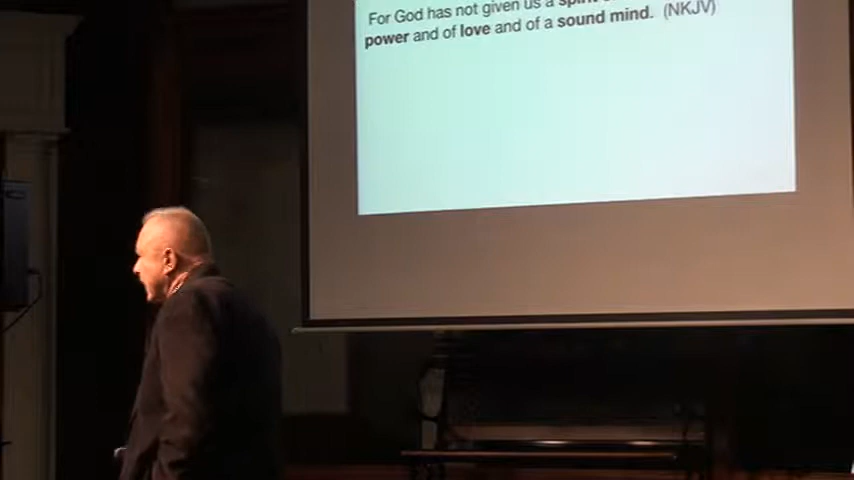 For God has not given us a spirit
power and of love and of a sound mind. (NKJV)